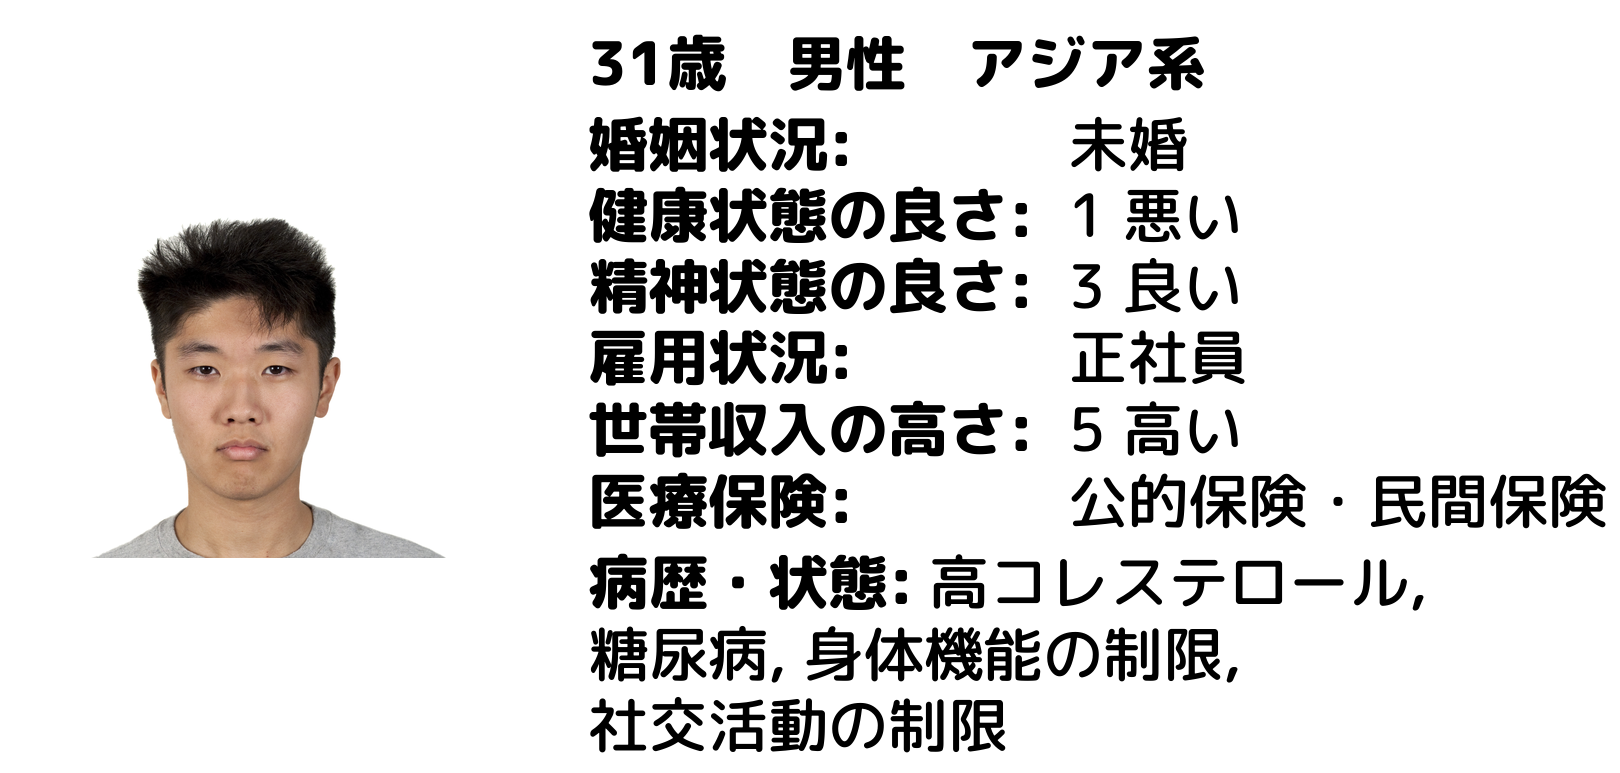 31歳　男性　アジア系
婚姻状況: 未婚
健康状態の良さ: 1 悪い
精神状態の良さ: 3 良い
雇用状況: 正社員
世帯収入の高さ: 5 高い
医療保険: 公的保険・民間保険
病歴・状態: 高コレステロール,
糖尿病, 身体機能の制限,
社交活動の制限